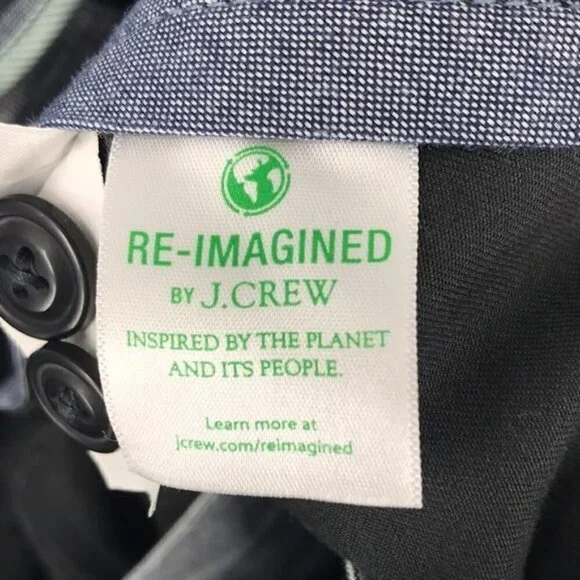 RE-IMAGINED
BY J.CREW
INSPIRED BY THE PLANET
AND ITS PEOPLE.
Learn more at
jcrew.com/reimagined